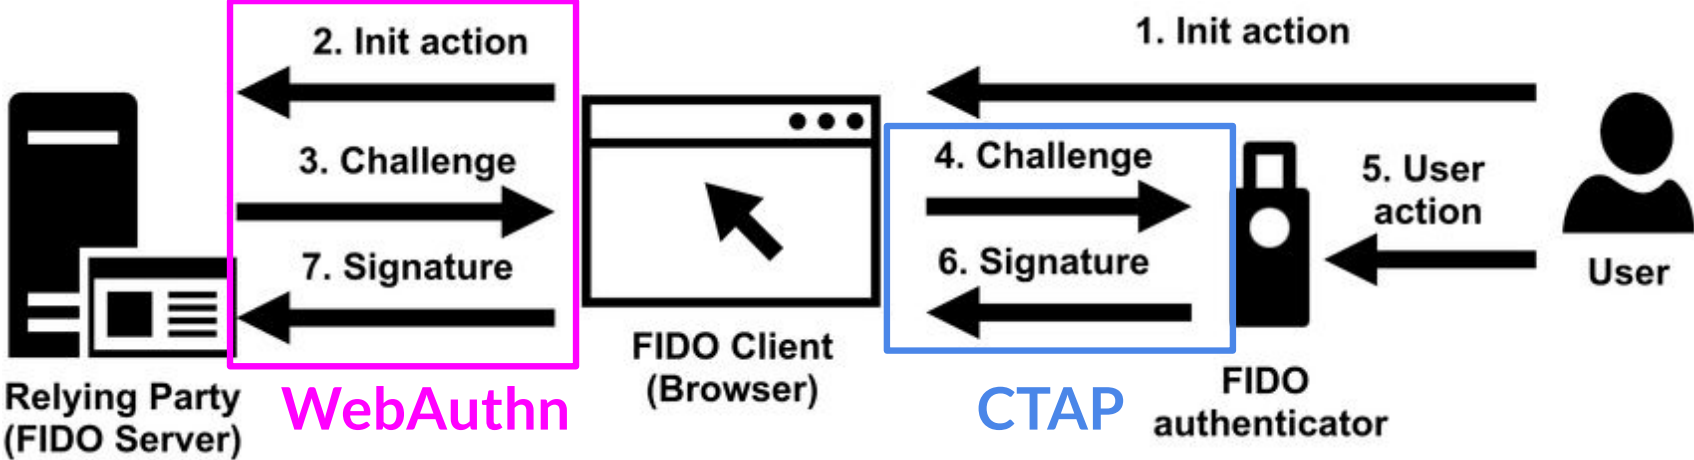 2. Init action
1. Init action
3. Challenge
4. Challenge
5. User
action
7. Signature
6. Signature
User
FIDO Client
(Browser)
Relying Party
(FIDO Server)
WebAuthn
CTAP
FIDO
authenticator